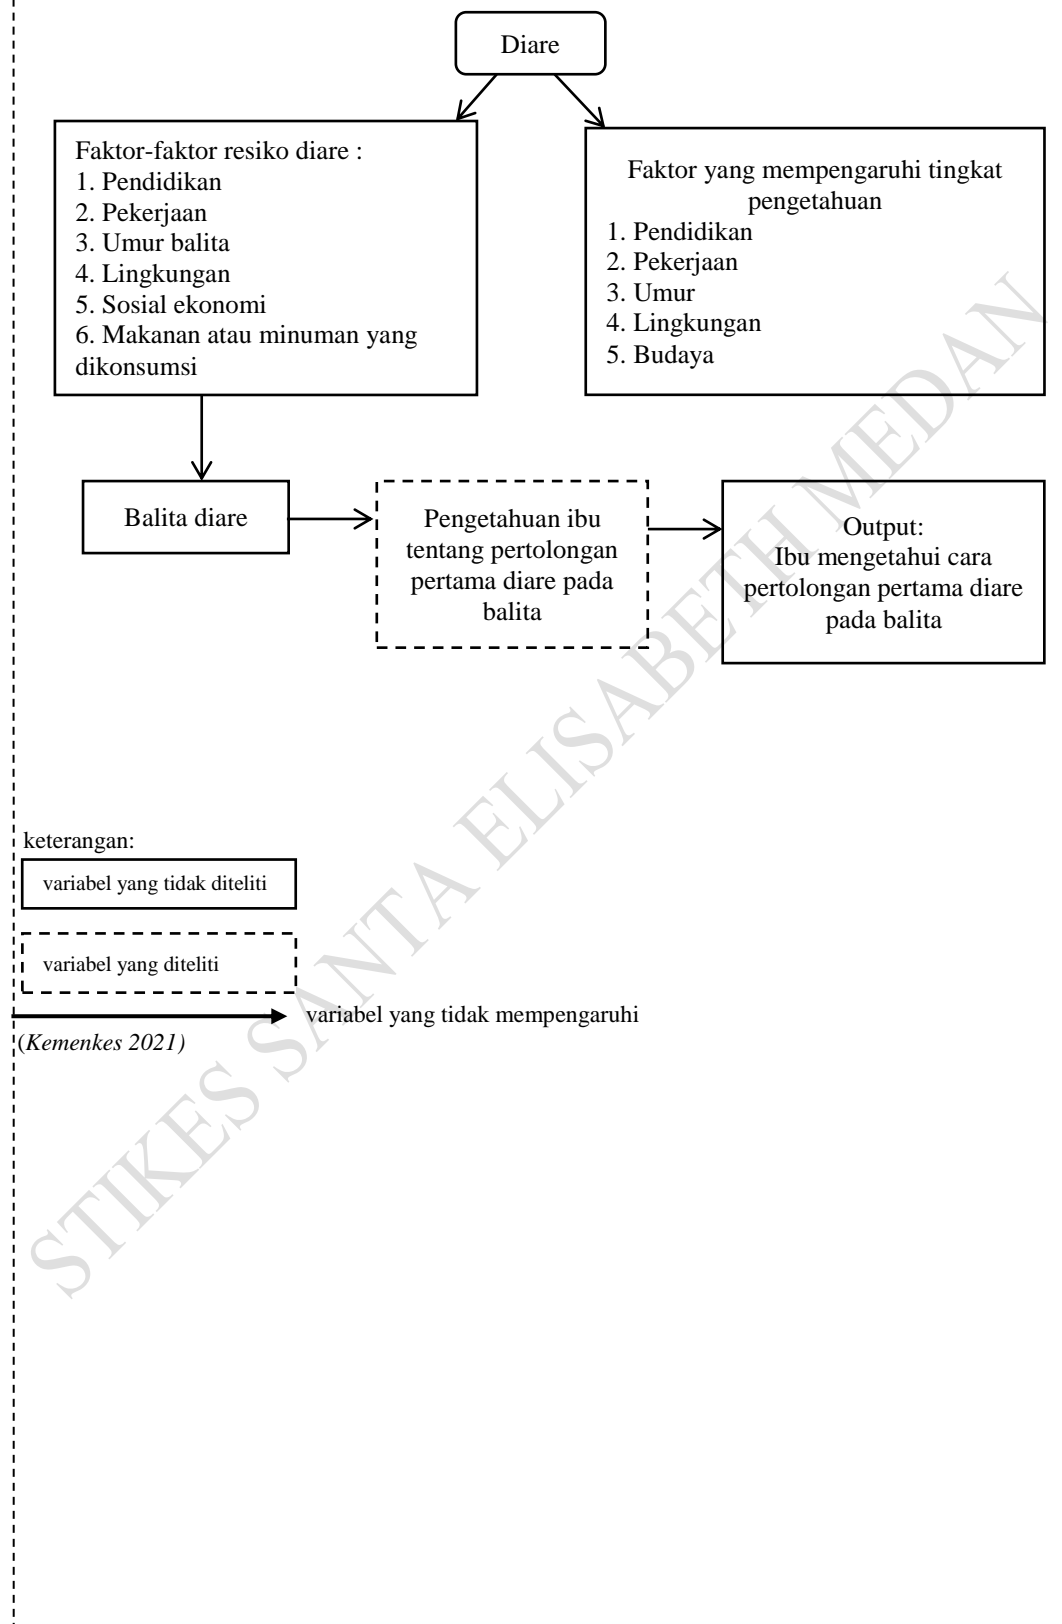 Diare
Faktor-faktor resiko diare :
1. Pendidikan
2. Pekerjaan
3. Umur balita
4. Lingkungan
5. Sosial ekonomi
6. Makanan atau minuman yang
dikonsumsi
Faktor yang mempengaruhi tingkat
pengetahuan
1. Pendidikan
2. Pekerjaan
3. Umur
4. Lingkungan
5. Budaya
Balita diare
Pengetahuan ibu
tentang pertolongan
pertama diare pada
balita
Output:
Ibu mengetahui cara
pertolongan pertama diare
pada balita
keterangan:
variabel yang tidak diteliti
variabel yang diteliti
variabel yang tidak mempengaruhi
(Kemenkes 2021)
STIKES SANTA ELISABETH MEDAN